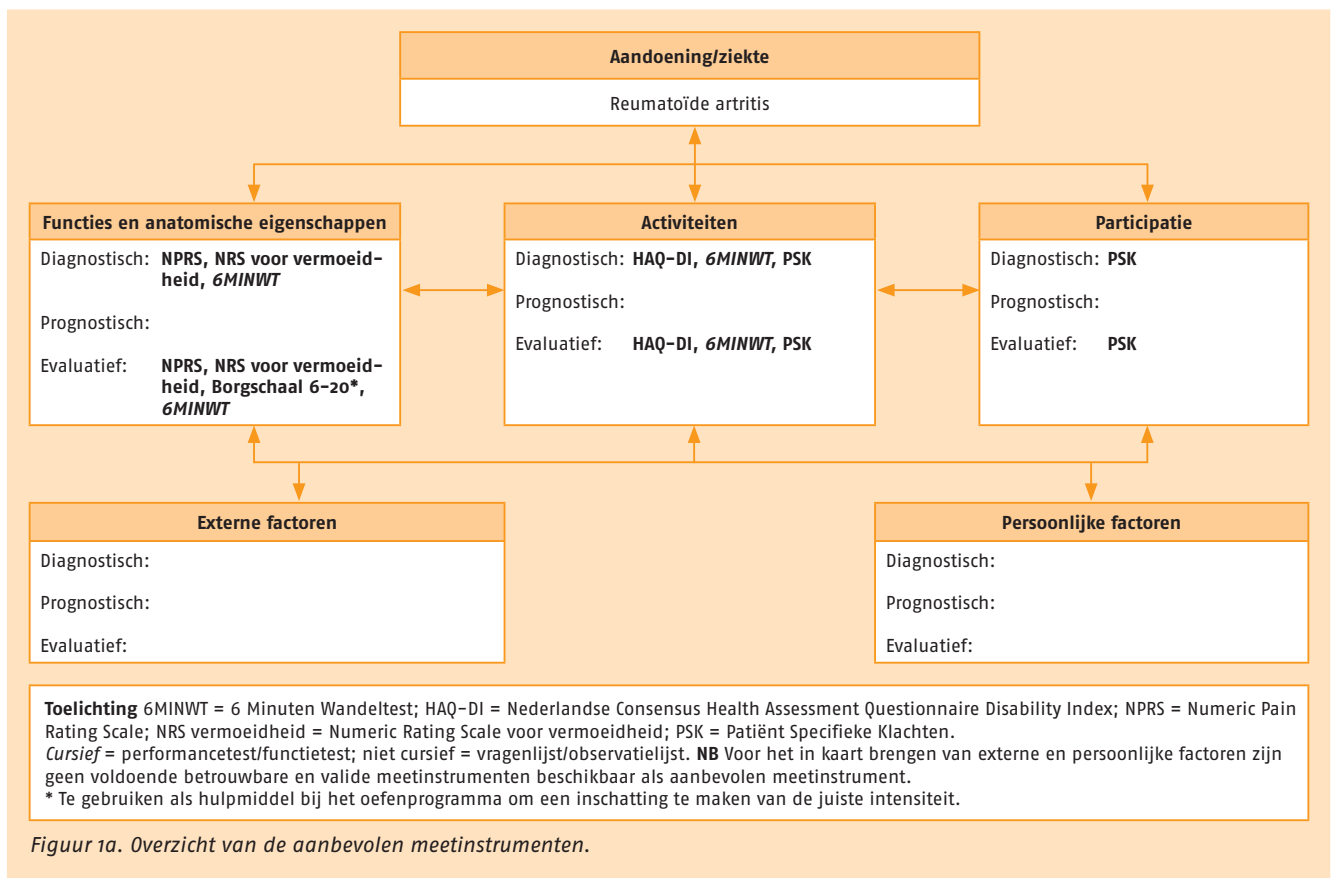 Aandoening/ziekte
Reumatoïde artritis
Functies en anatomische eigenschappen
Diagnostisch: NPRS, NRS voor vermoeid-
heid, 6MINWT
Prognostisch:
Evaluatief: NPRS, NRS voor vermoeid-
heid, Borgschaal 6-20*,
6MINWT
Activiteiten
Diagnostisch: HAQ-DI, 6MINWT, PSK
Prognostisch:
Evaluatief: HAQ-DI, 6MINWT, PSK
Participatie
Diagnostisch: PSK
Prognostisch:
Evaluatief: PSK
Externe factoren
Diagnostisch:
Prognostisch:
Evaluatief:
Persoonlijke factoren
Diagnostisch:
Prognostisch:
Evaluatief:
Toelichting 6MINWT = 6 Minuten Wandeltest; HAQ-DI = Nederlandse Consensus Health Assessment Questionnaire Disability Index; NPRS = Numeric Pain
Rating Scale; NRS vermoeidheid = Numeric Rating Scale voor vermoeidheid; PSK = Patiënt Specifieke Klachten.
Cursief = performancetest/functietest; niet cursief = vragenlijst/observatielijst. NB Voor het in kaart brengen van externe en persoonlijke factoren zijn
geen voldoende betrouwbare en valide meetinstrumenten beschikbaar als aanbevolen meetinstrument.
* Te gebruiken als hulpmiddel bij het oefenprogramma om een inschatting te maken van de juiste intensiteit.
Figuur 1a. Overzicht van de aanbevolen meetinstrumenten.